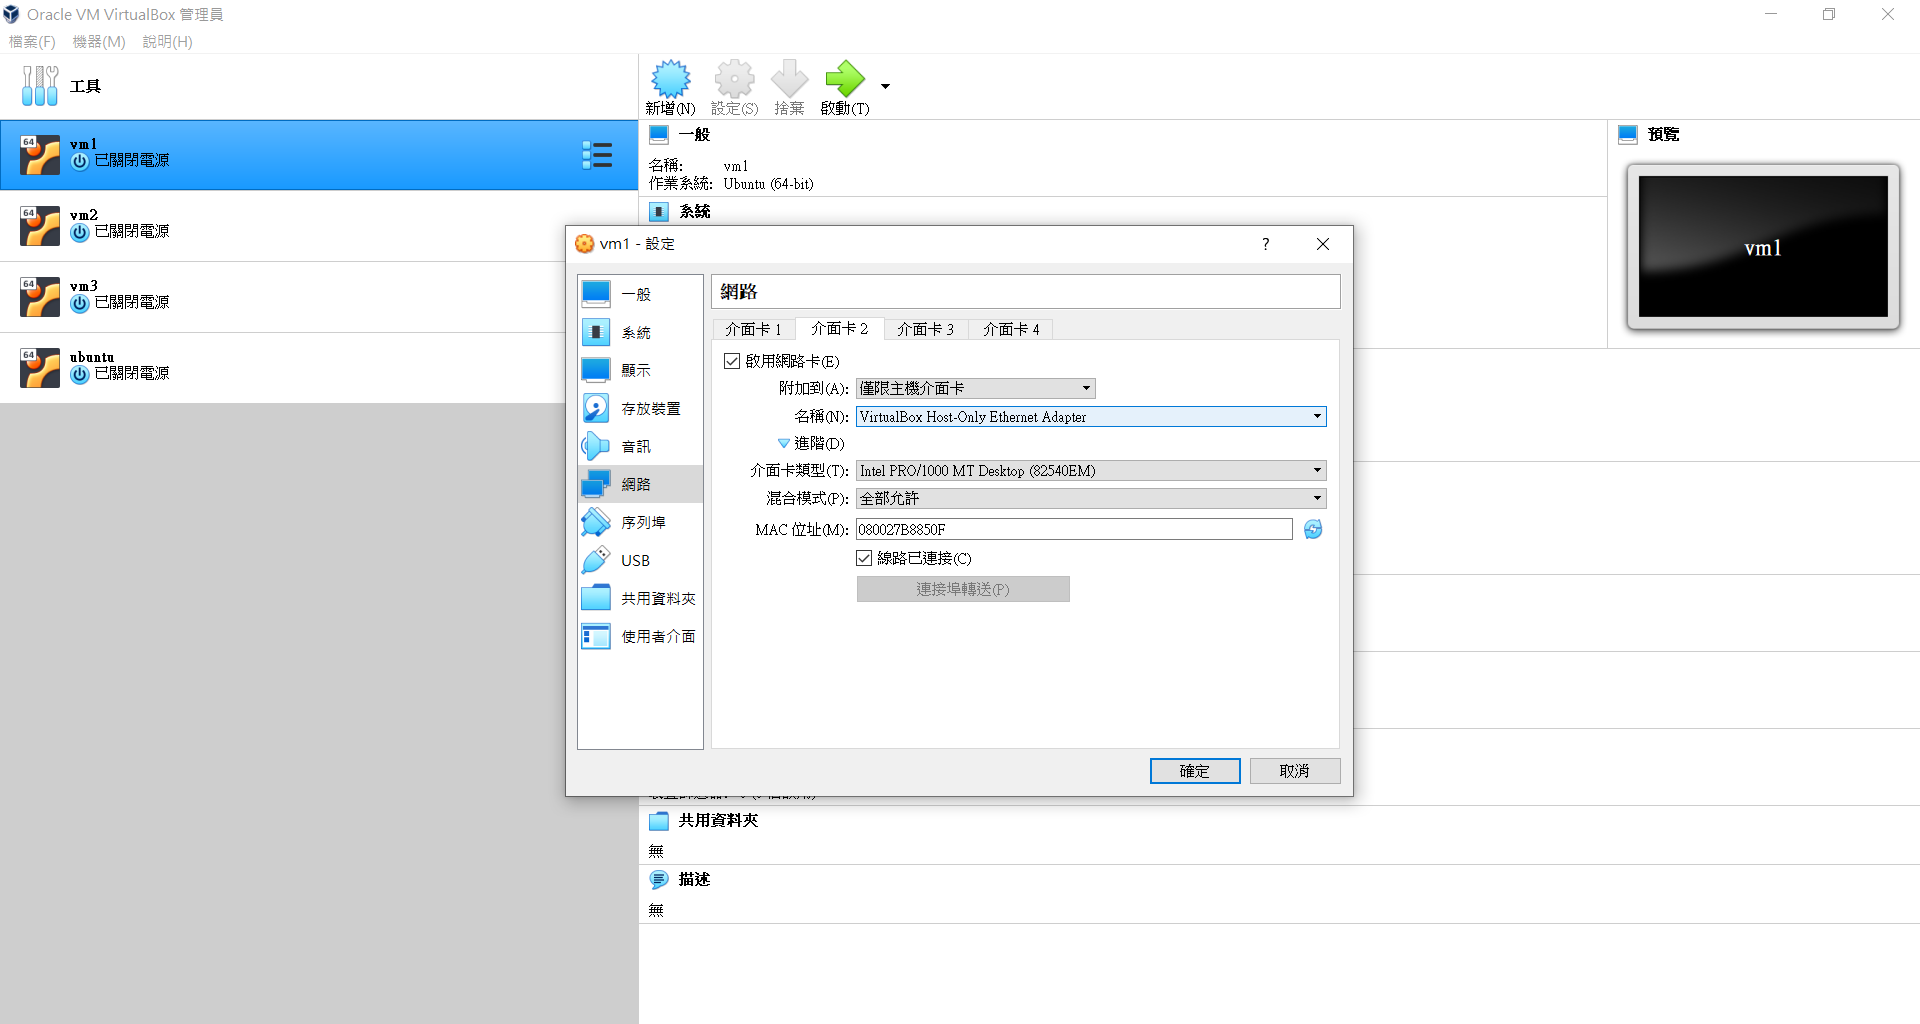 Oracle VM VirtualBox 管理員
檔案(F) 機器(M) 說明(H)
工具
新增(N) 設定(S) 捨棄 啟動(T)
64 vm1
已關閉電源
64 vm2
已關閉電源
64 vm3
已關閉電源
64 ubuntu
已關閉電源
一般
名稱: vm1
作業系統: Ubuntu (64-bit)
系統
預覽
vm1
vm1 - 設定 ?
一般
系統
顯示
存放裝置
音訊
網路
序列埠
USB
共用資料夾
使用者介面
網路
介面卡 1 介面卡 2 介面卡 3 介面卡 4
啟用網路卡(E)
附加到(A): 僅限主機介面卡
名稱(N): VirtualBox Host-Only Ethernet Adapter
進階(D)
介面卡類型(T): Intel PRO/1000 MT Desktop (82540EM)
混合模式(P): 全部允許
MAC 位址(M): 080027B8850F
線路已連接(C)
連接埠轉送(P)
確定 取消
共用資料夾
無
描述
無